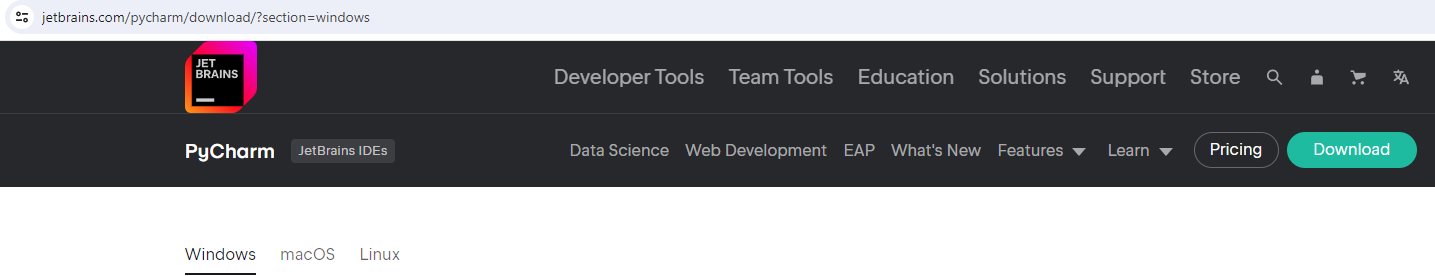 jetbrains.com/pycharm/download/?section=windows
JET
BRAINS
Developer Tools Team Tools Education Solutions Support Store
PyCharm JetBrains IDEs Data Science Web Development EAP What's New Features Learn Pricing Download
Windows macOS Linux